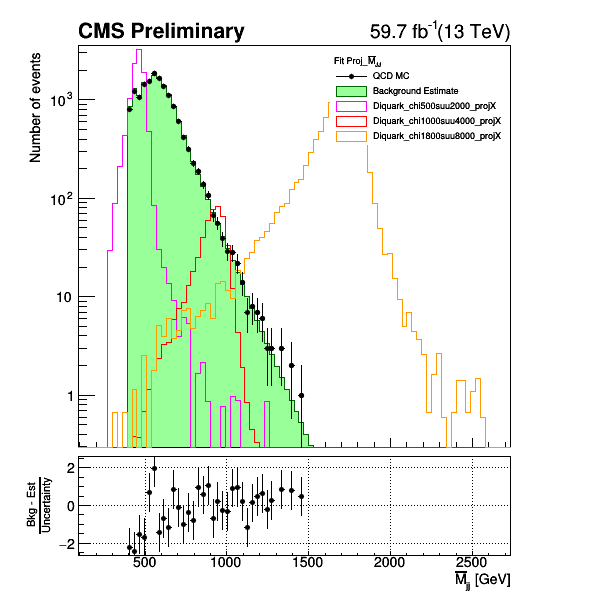 CMS Preliminary 59.7 fb⁻¹(13 TeV)
Fit Proj_M̅jj
QCD MC
Background Estimate
Diquark_chi500suu2000_projX
Diquark_chi1000suu4000_projX
Diquark_chi1800suu8000_projX
Number of events
10³
10²
10
1
Bkg - Est
Uncertainty
2
0
−2
500 1000 1500 2000 2500
M̅jj [GeV]